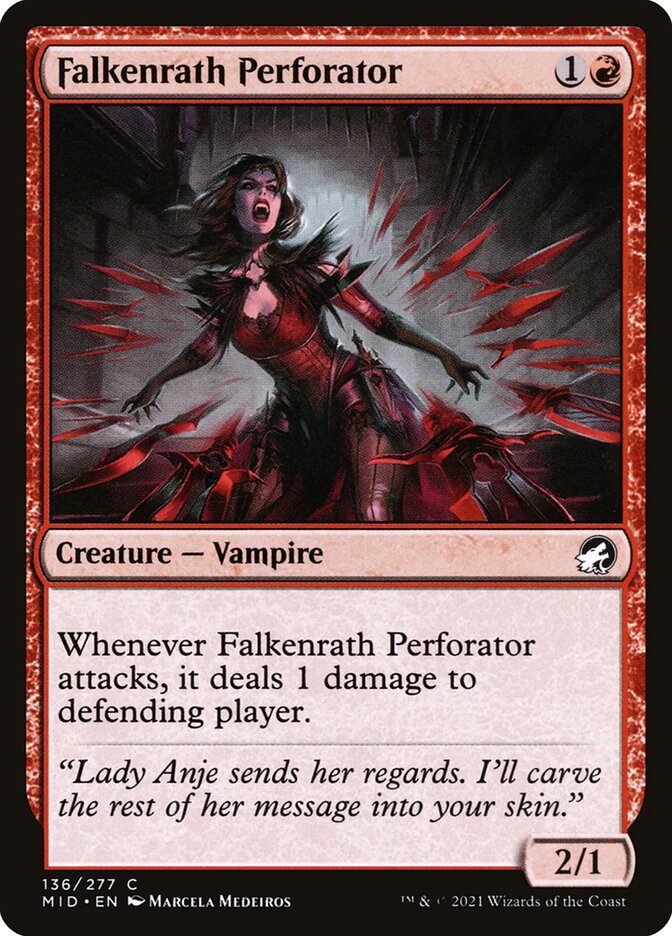 Falkenrath Perforator 1
Creature — Vampire
Whenever Falkenrath Perforator
attacks, it deals 1 damage to
defending player.
“Lady Anje sends her regards. I’ll carve
the rest of her message into your skin.”
2/1
136/277 C
MID • EN Marcela Medeiros ™ & © 2021 Wizards of the Coast